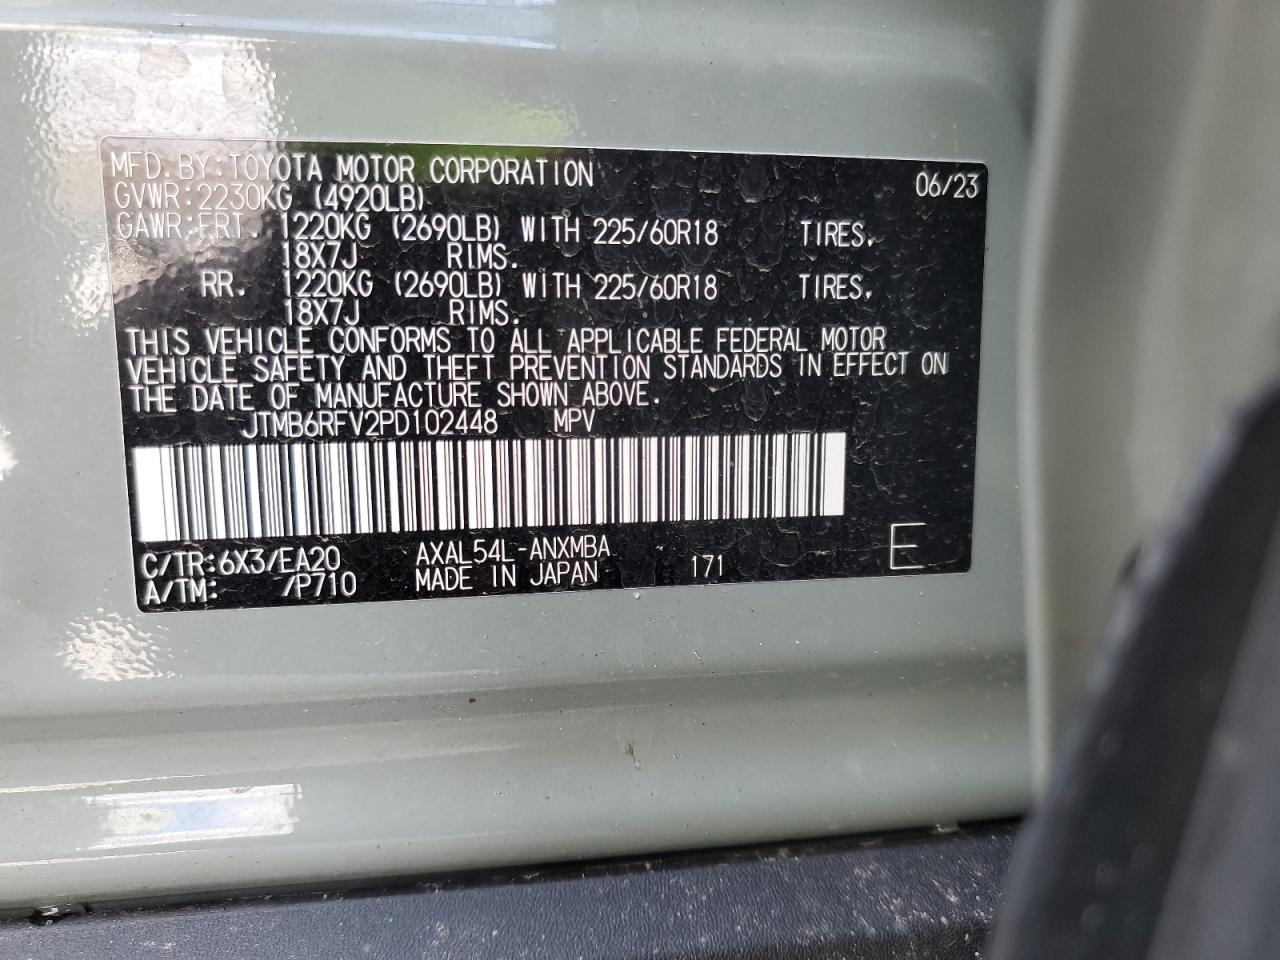 MFD.BY:TOYOTA MOTOR CORPORATION 06/23
GVWR:2230KG (4920LB)
GAWR:FRT. 1220KG (2690LB) WITH 225/60R18 TIRES,
18X7J RIMS.
RR. 1220KG (2690LB) WITH 225/60R18 TIRES,
18X7J RIMS.
THIS VEHICLE CONFORMS TO ALL APPLICABLE FEDERAL MOTOR
VEHICLE SAFETY AND THEFT PREVENTION STANDARDS IN EFFECT ON
THE DATE OF MANUFACTURE SHOWN ABOVE.
JTMB6RFV2PD102448 MPV
C/TR:6X3/EA20 AXAL54L-ANXMBA
A/TM: /P710 MADE IN JAPAN 171 E